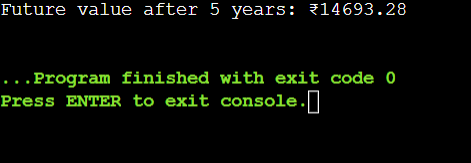 Future value after 5 years: ₹14693.28
...Program finished with exit code 0
Press ENTER to exit console.